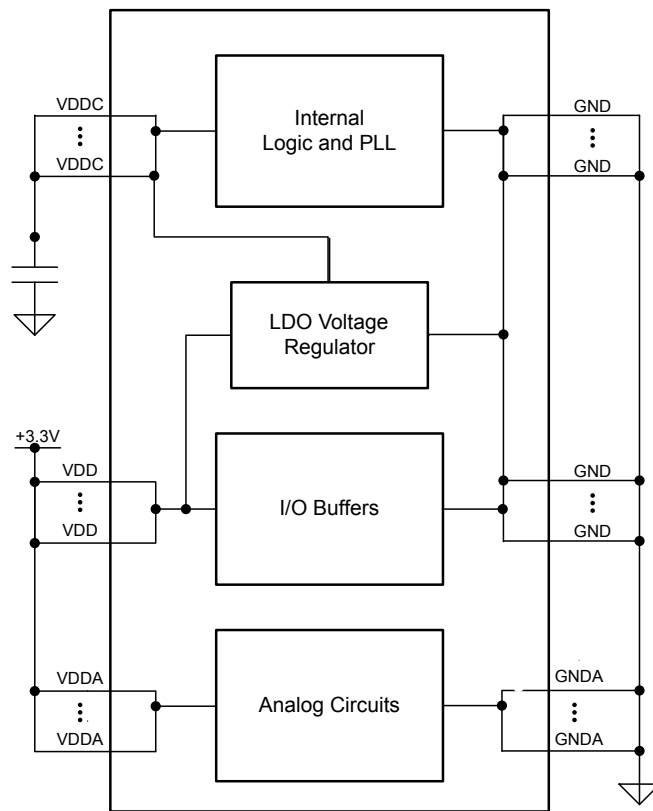 VDDC
VDDC
Internal
Logic and PLL
GND
GND
LDO Voltage
Regulator
+3.3V
VDD
VDD
I/O Buffers
GND
GND
VDDA
VDDA
Analog Circuits
GNDA
GNDA